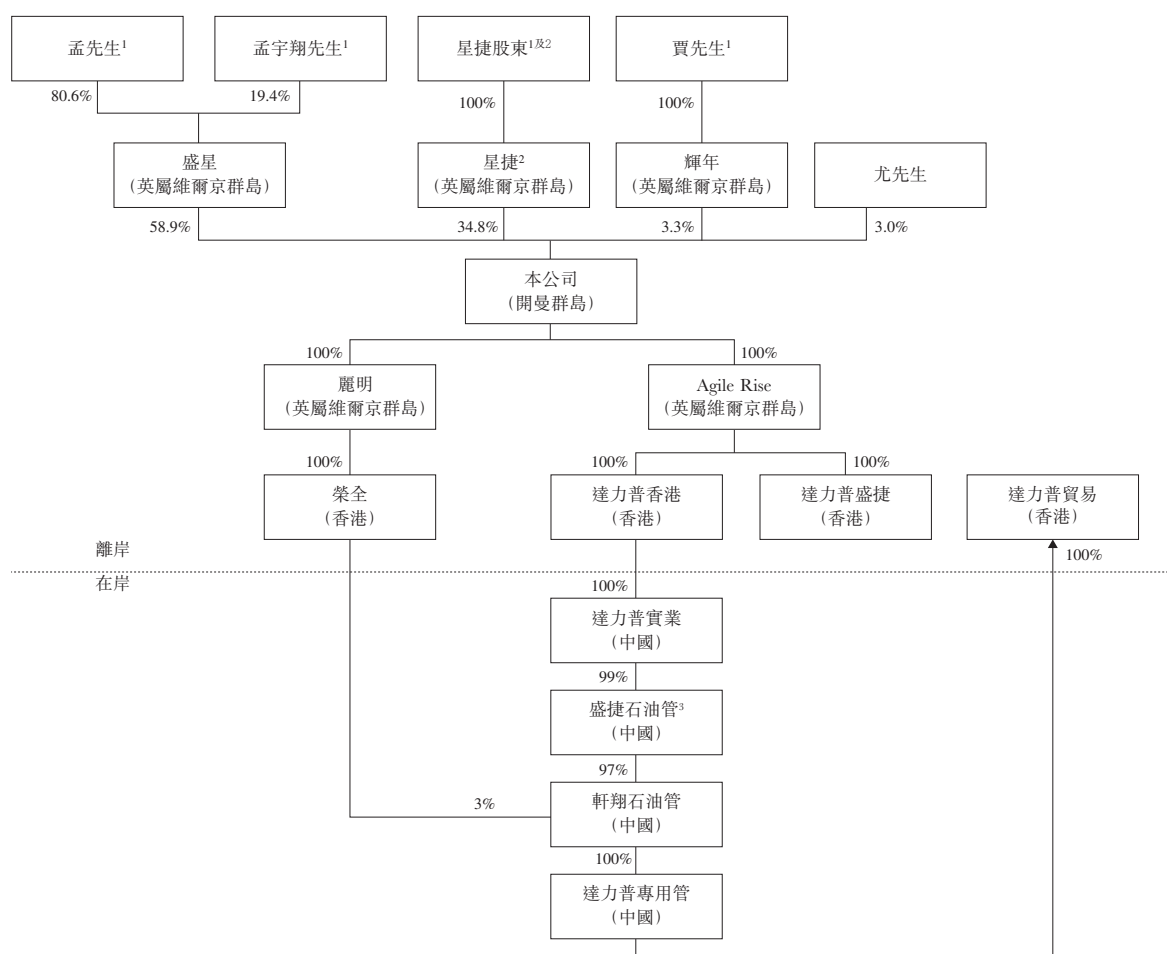 孟先生¹
孟宇翔先生¹
星捷股東¹及²
賈先生¹
80.6%
19.4%
100%
100%
盛星
（英屬維爾京群島）
星捷²
（英屬維爾京群島）
輝年
（英屬維爾京群島）
尤先生
58.9%
34.8%
3.3%
3.0%
本公司
（開曼群島）
100%
100%
麗明
（英屬維爾京群島）
Agile Rise
（英屬維爾京群島）
100%
100%
100%
榮全
（香港）
達力普香港
（香港）
達力普盛捷
（香港）
達力普貿易
（香港）
離岸
100%
在岸
100%
達力普實業
（中國）
99%
盛捷石油管³
（中國）
97%
3%
軒翔石油管
（中國）
100%
達力普專用管
（中國）